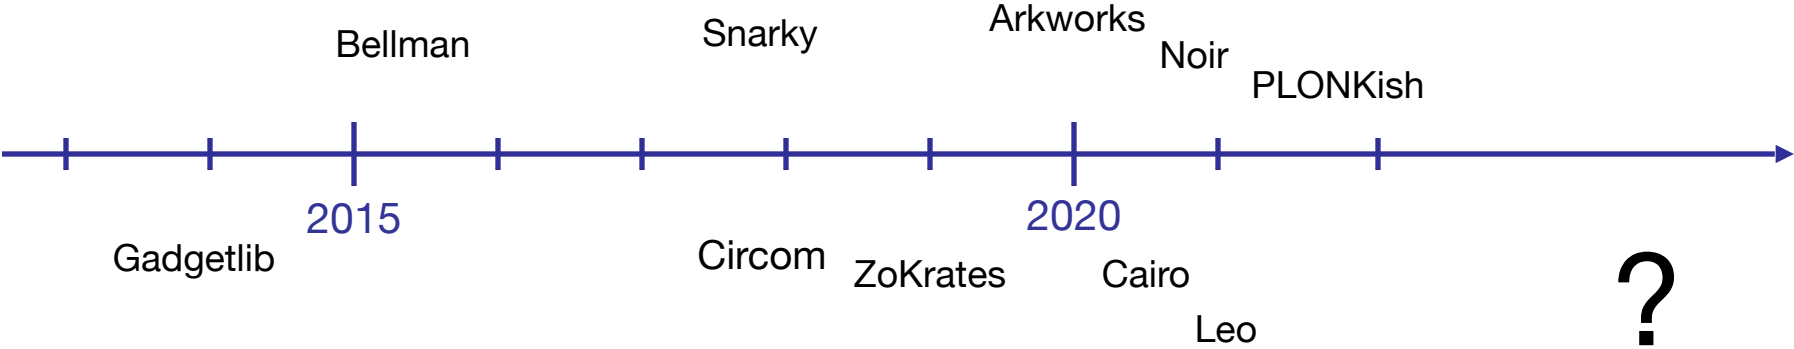 Arkworks
Snarky
Bellman
Noir
PLONKish
2015
2020
Gadgetlib
Circom
ZoKrates
Cairo
Leo
?